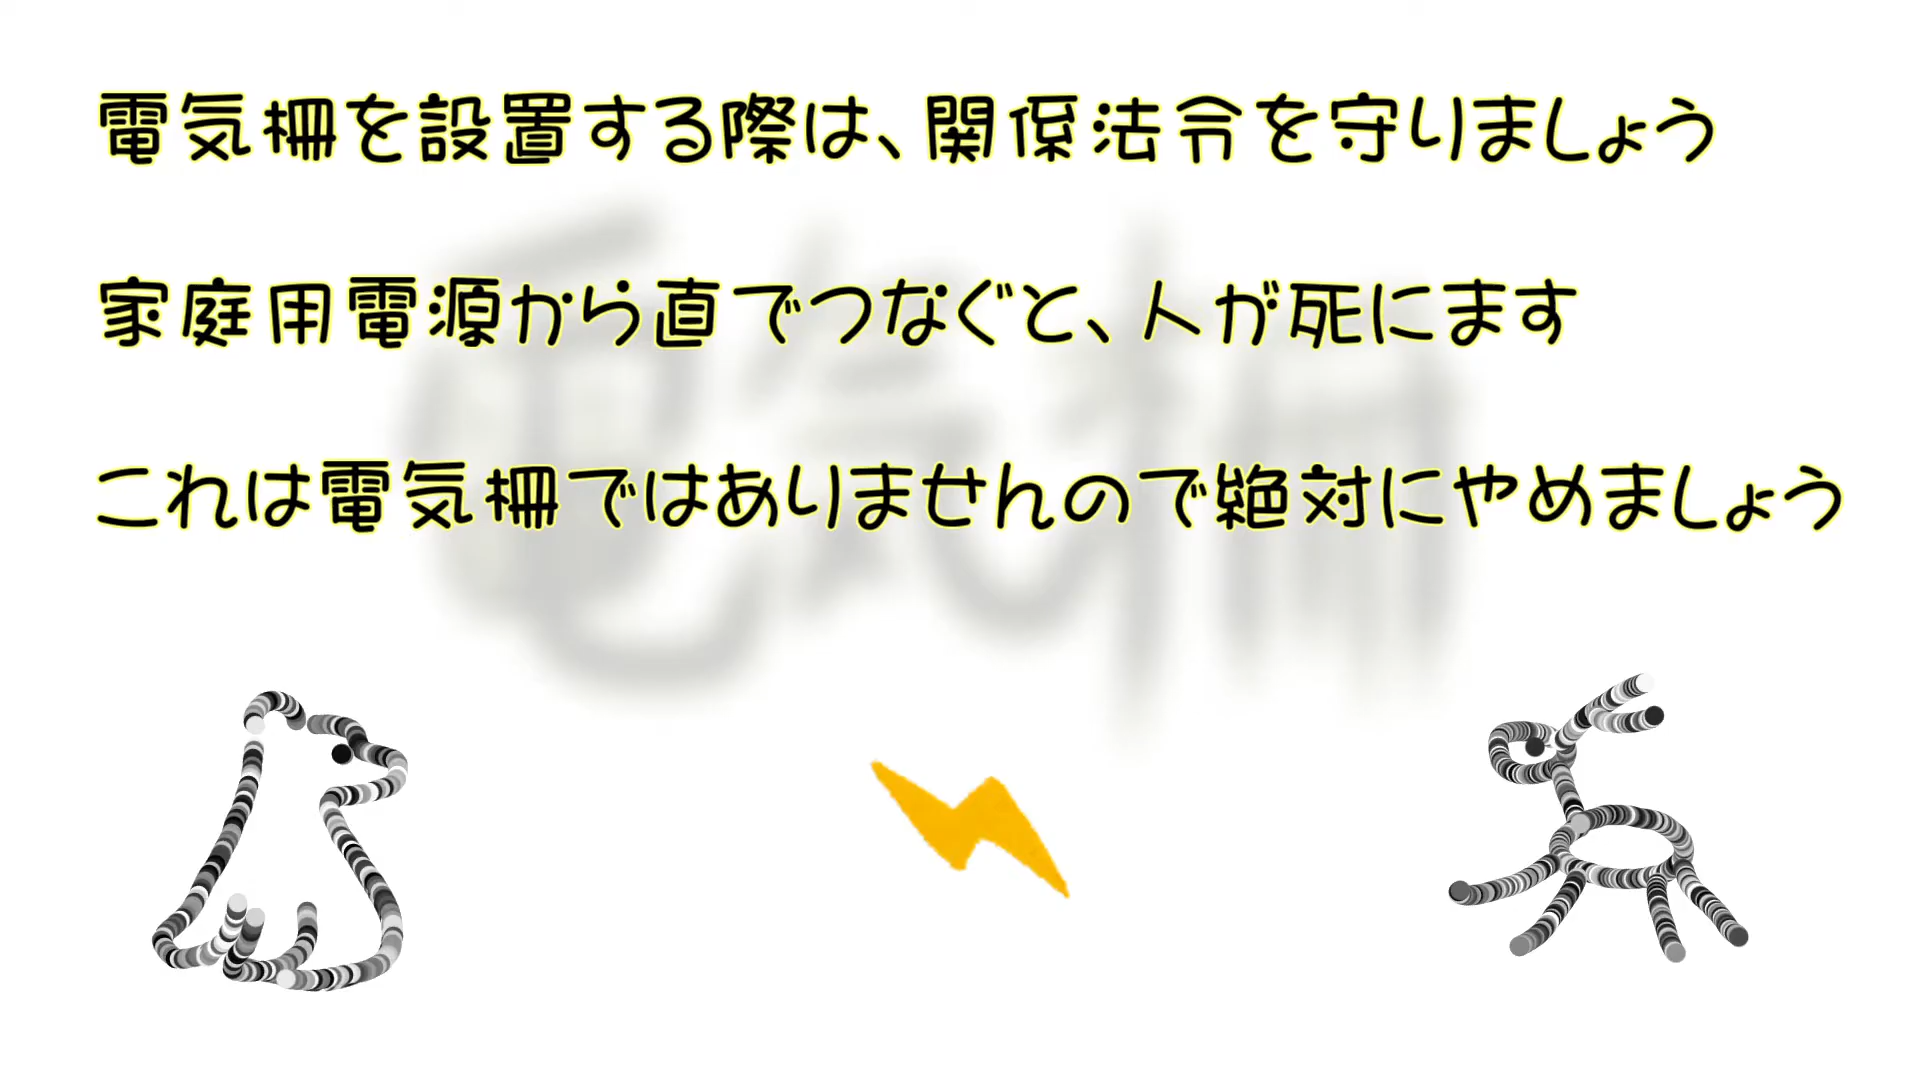 電気柵を設置する際は、関係法令を守りましょう
家庭用電源から直でつなぐと、人が死にます
これは電気柵ではありませんので絶対にやめましょう
電気柵